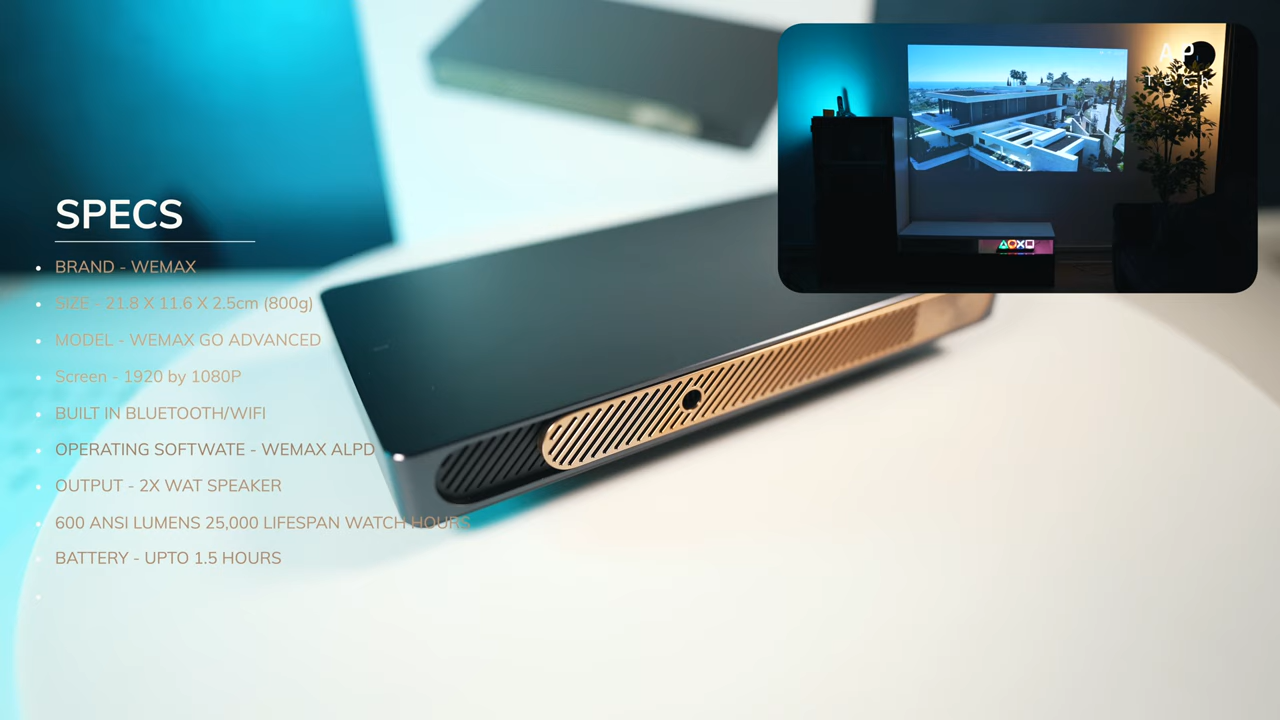 SPECS
BRAND - WEMAX
SIZE - 21.8 X 11.6 X 2.5cm (800g)
MODEL - WEMAX GO ADVANCED
Screen - 1920 by 1080P
BUILT IN BLUETOOTH/WIFI
OPERATING SOFTWATE - WEMAX ALPD
OUTPUT - 2X WAT SPEAKER
600 ANSI LUMENS 25,000 LIFESPAN WATCH HOURS
BATTERY - UPTO 1.5 HOURS
AP
Tech